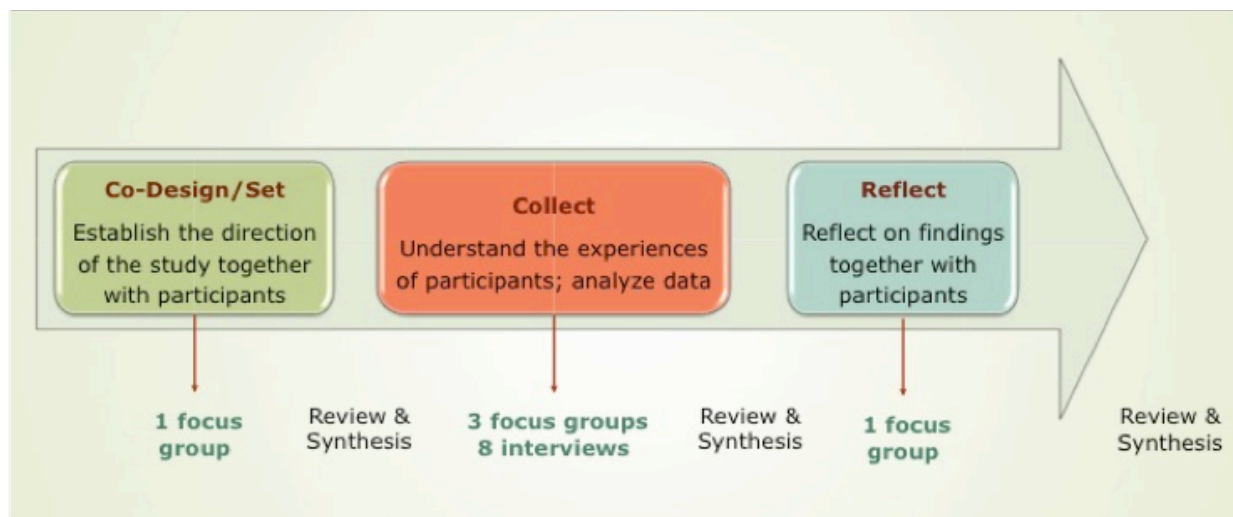 Co-Design/Set
Establish the direction
of the study together
with participants
Collect
Understand the experiences
of participants; analyze data
Reflect
Reflect on findings
together with
participants
1 focus
group
Review &
Synthesis
3 focus groups
8 interviews
Review &
Synthesis
1 focus
group
Review &
Synthesis